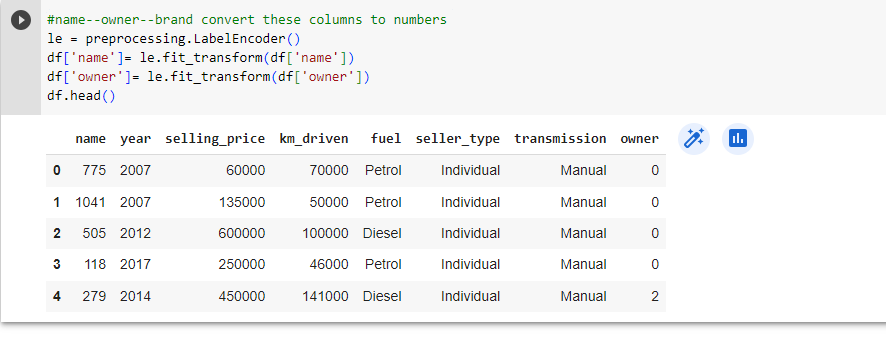 #name--owner--brand convert these columns to numbers
le = preprocessing.LabelEncoder()
df['name']= le.fit_transform(df['name'])
df['owner']= le.fit_transform(df['owner'])
df.head()
name year selling_price km_driven fuel seller_type transmission owner
0 775 2007 60000 70000 Petrol Individual Manual 0
1 1041 2007 135000 50000 Petrol Individual Manual 0
2 505 2012 600000 100000 Diesel Individual Manual 0
3 118 2017 250000 46000 Petrol Individual Manual 0
4 279 2014 450000 141000 Diesel Individual Manual 2